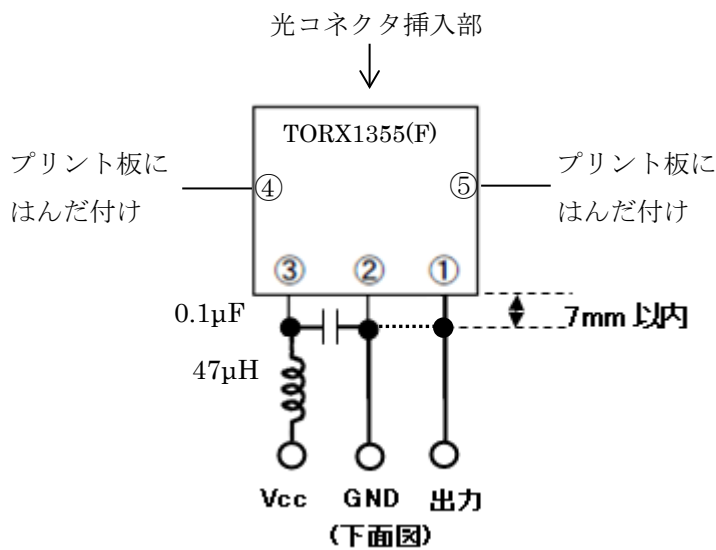 光コネクタ挿入部
TORX1355(F)
プリント板に
はんだ付け
④
⑤
プリント板に
はんだ付け
③
②
①
0.1μF
7mm 以内
47μH
Vcc
GND
出力
(下面図)